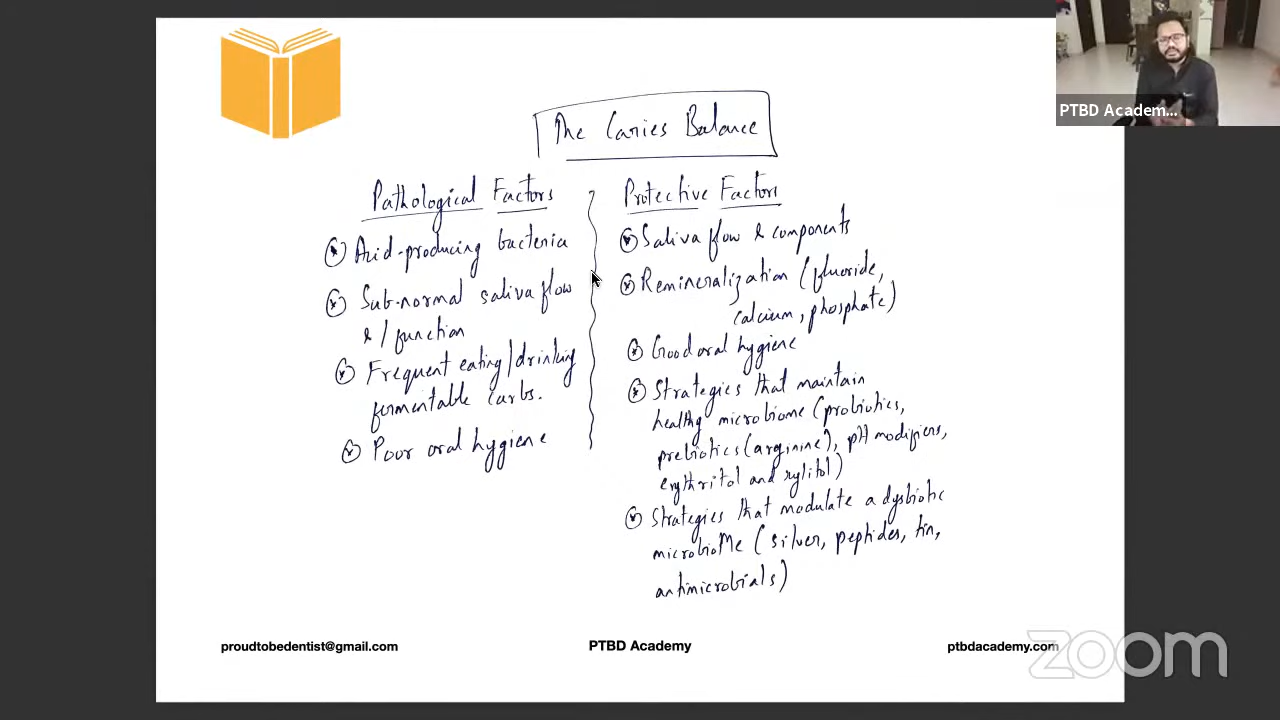 PTBD Academ...
The Caries Balance
Pathological Factors
Acid-producing bacteria
Sub-normal saliva flow
&/function
Frequent eating/drinking
fermentable carbs.
Poor oral hygiene
Protective Factors
Saliva flow & components
Remineralization (fluoride,
calcium, phosphate)
Good oral hygiene
Strategies that maintain
healthy microbiome (probiotics,
prebiotics (arginine), pH modifiers,
erythritol and xylitol)
Strategies that modulate a dysbiotic
microbioMe (silver, peptides, tin,
antimicrobials)
proudtobedentist@gmail.com
PTBD Academy
ptbdacademy.com
zoom